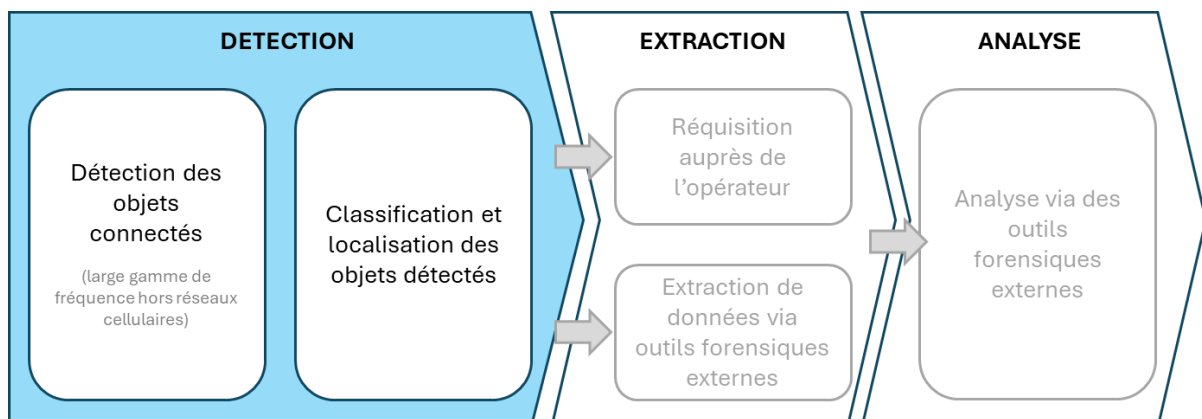 DETECTION
Détection des
objets
connectés
(large gamme de
fréquence hors réseaux
cellulaires)
Classification et
localisation des
objets détectés
EXTRACTION
Réquisition
auprès de
l’opérateur
Extraction de
données via
outils forensiques
externes
ANALYSE
Analyse via des
outils
forensiques
externes